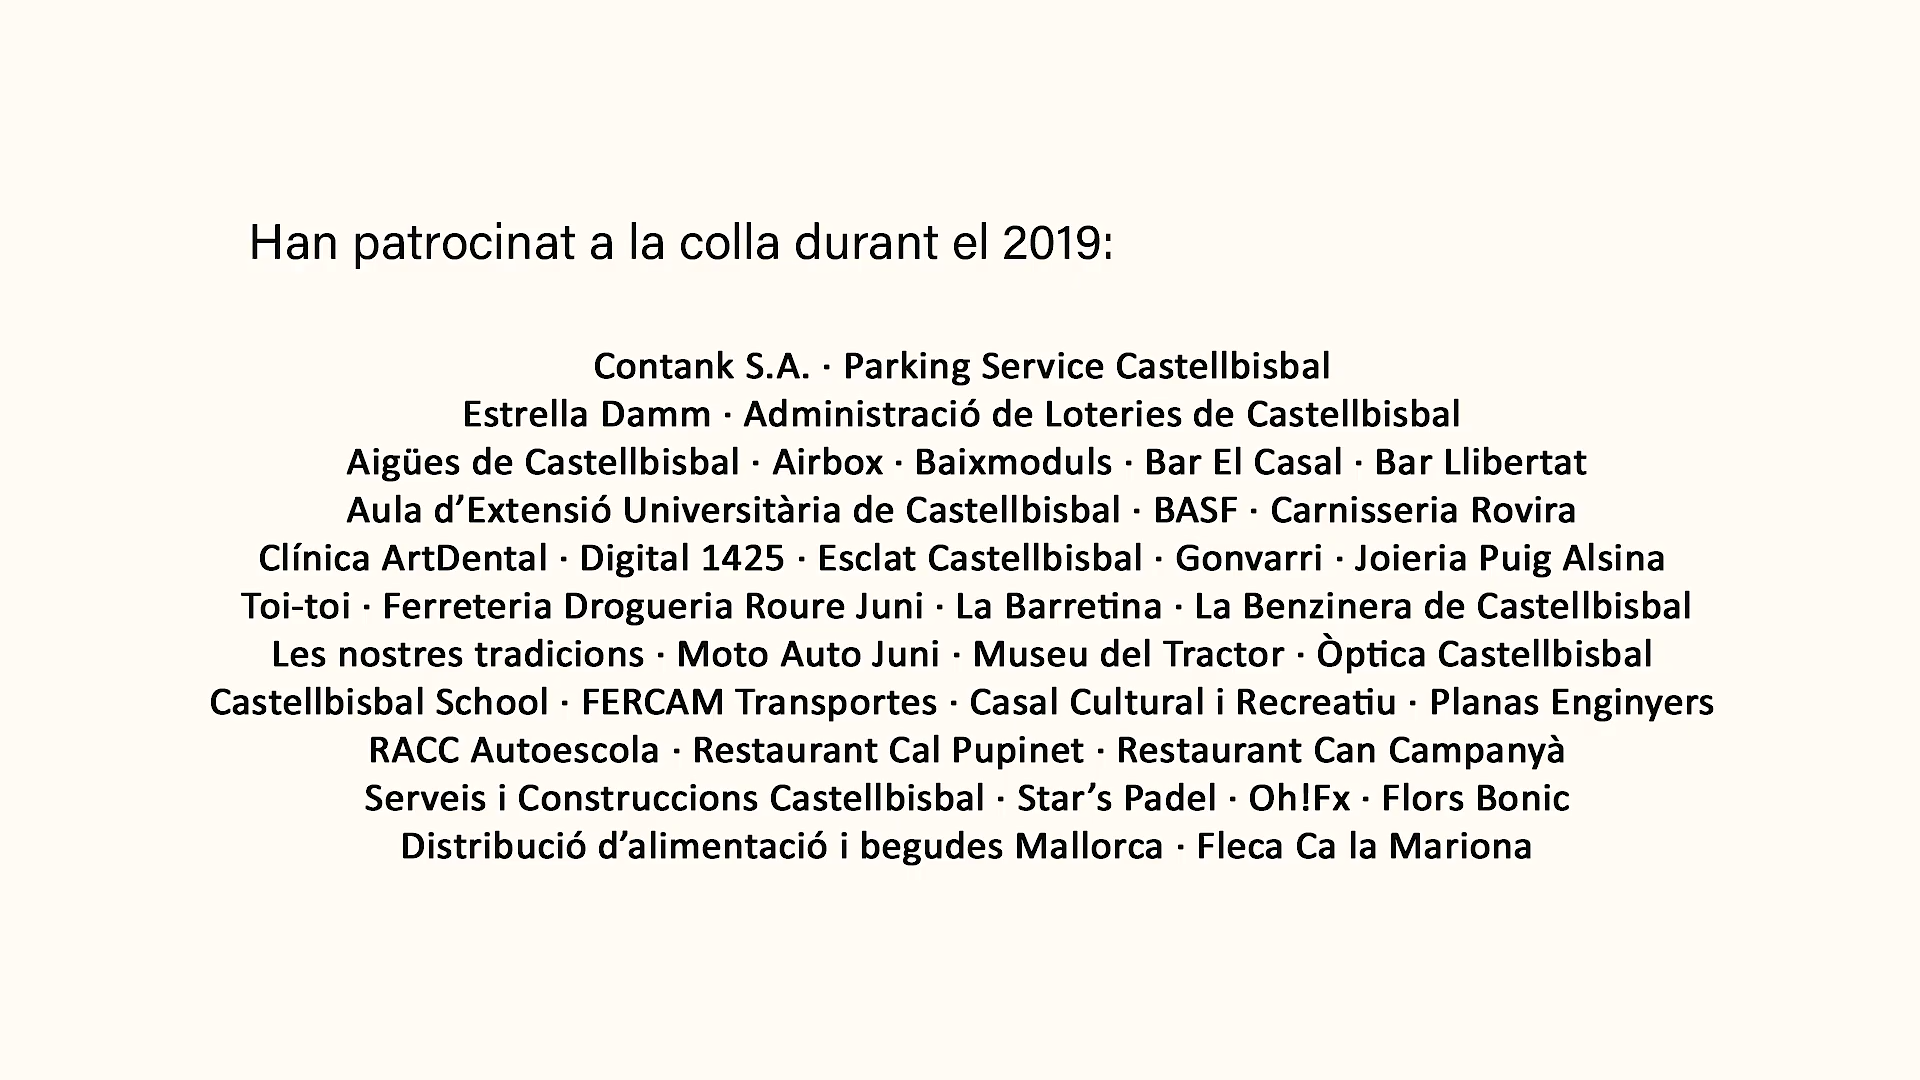 Han patrocinat a la colla durant el 2019:
Contank S.A. · Parking Service Castellbisbal
Estrella Damm · Administració de Loteries de Castellbisbal
Aigües de Castellbisbal · Airbox · Baixmoduls · Bar El Casal · Bar Llibertat
Aula d’Extensió Universitària de Castellbisbal · BASF · Carnisseria Rovira
Clínica ArtDental · Digital 1425 · Esclat Castellbisbal · Gonvarri · Joieria Puig Alsina
Toi-toi · Ferreteria Drogueria Roure Juni · La Barretina · La Benzinera de Castellbisbal
Les nostres tradicions · Moto Auto Juni · Museu del Tractor · Òptica Castellbisbal
Castellbisbal School · FERCAM Transportes · Casal Cultural i Recreatiu · Planas Enginyers
RACC Autoescola · Restaurant Cal Pupinet · Restaurant Can Campanyà
Serveis i Construccions Castellbisbal · Star’s Padel · Oh!Fx · Flors Bonic
Distribució d’alimentació i begudes Mallorca · Fleca Ca la Mariona